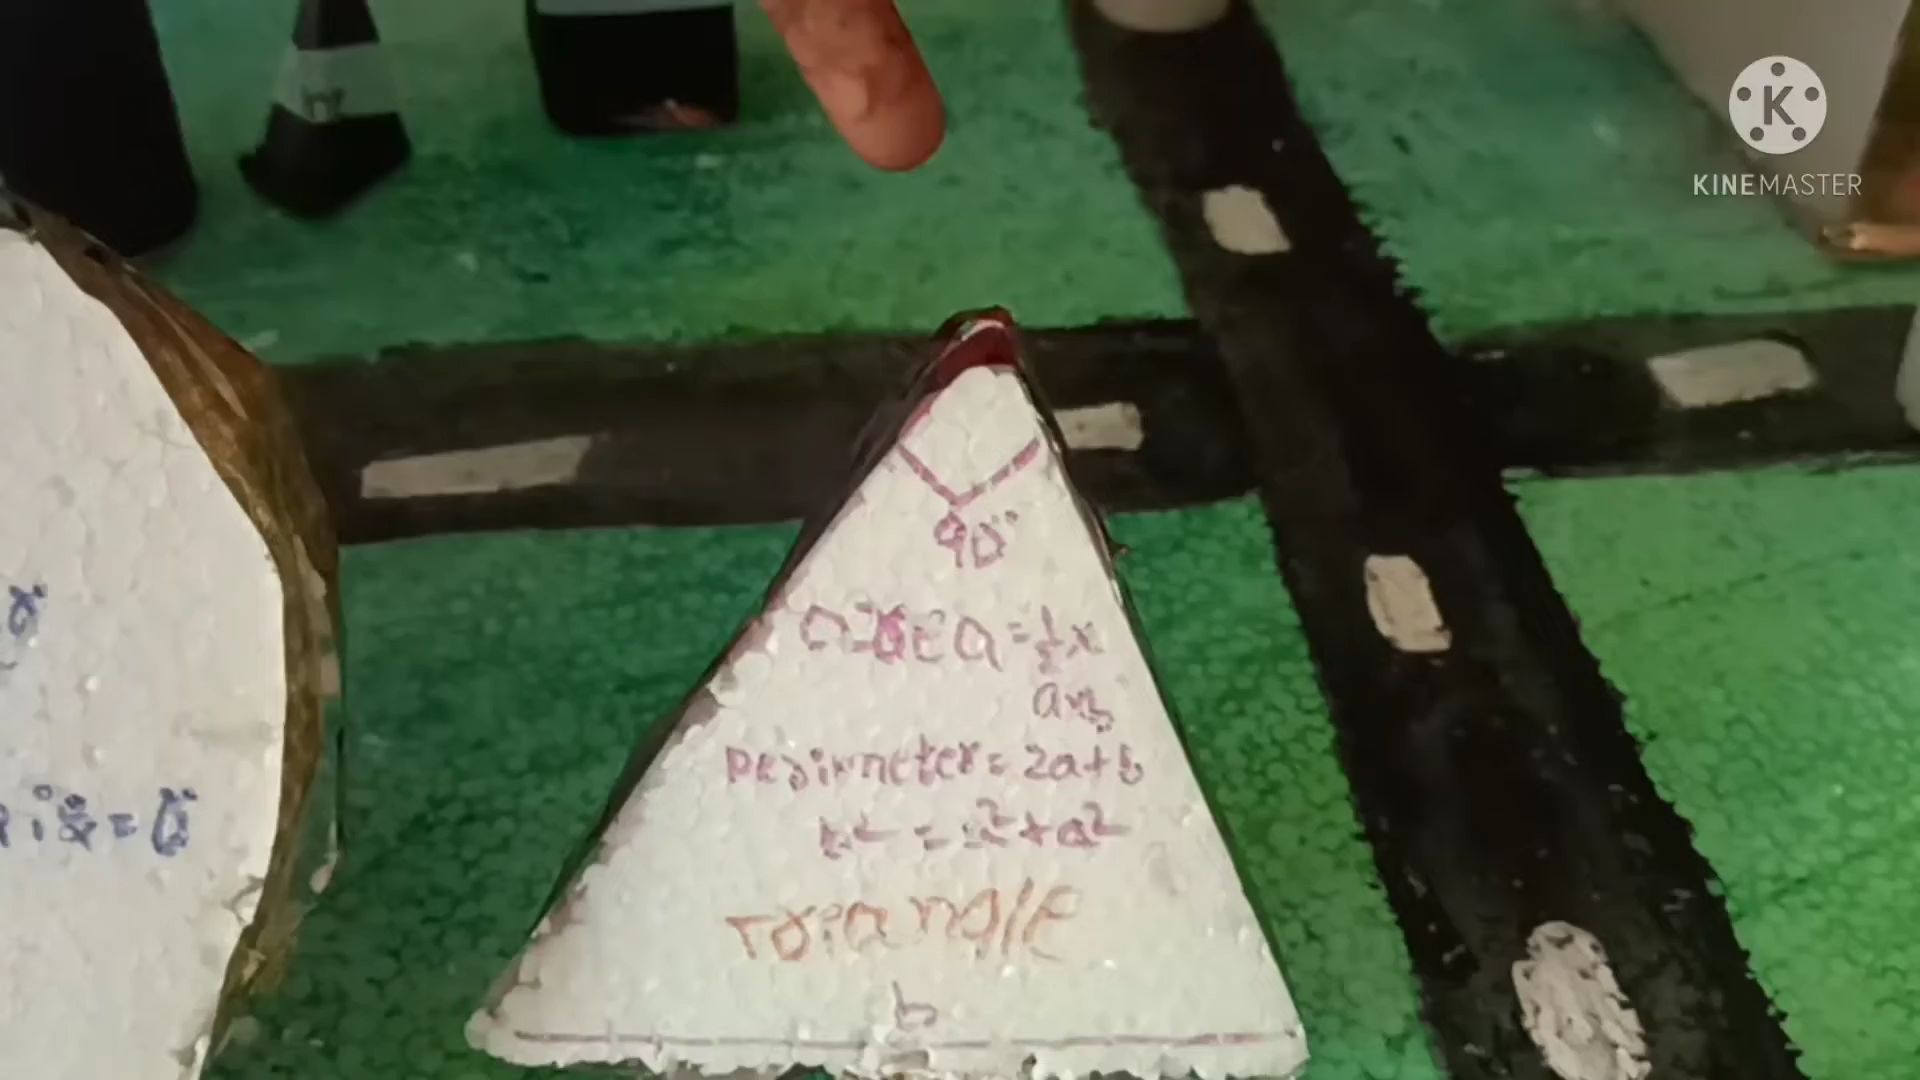 KINEMASTER
90°
area = 1/2 x
a x b
Perimeter = 2a + b
b² = a² + a²
Triangle
b